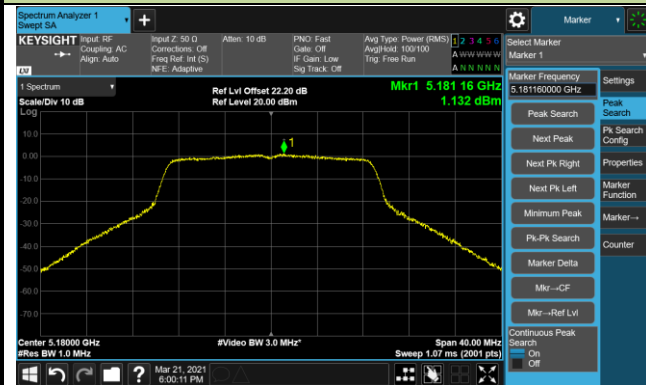 Spectrum Analyzer 1
Swept SA
Marker
KEYSIGHT
Input: RF
Coupling: AC
Align: Auto
Input Z: 50 Ω
Corrections: Off
Freq Ref: Int (S)
NFE: Adaptive
Atten: 10 dB
PNO: Fast
Gate: Off
IF Gain: Low
Sig Track: Off
Avg Type: Power (RMS)
Avg|Hold: 100/100
Trig: Free Run
1 2 3 4 5 6
A W W W W W
A N N N N N
LXI
Select Marker
Marker 1
1 Spectrum
Scale/Div 10 dB
Log
Ref Lvl Offset 22.20 dB
Ref Level 20.00 dBm
Mkr1 5.181 16 GHz
1.132 dBm
10.0
0.00
-10.0
-20.0
-30.0
-40.0
-50.0
-60.0
-70.0
1
Center 5.18000 GHz
#Res BW 1.0 MHz
#Video BW 3.0 MHz*
Span 40.00 MHz
Sweep 1.07 ms (2001 pts)
Marker Frequency
5.181160000 GHz
Peak Search
Next Peak
Next Pk Right
Next Pk Left
Minimum Peak
Pk-Pk Search
Marker Delta
Mkr→CF
Mkr→Ref Lvl
Continuous Peak
Search
On
Off
Settings
Peak
Search
Pk Search
Config
Properties
Marker
Function
Marker→
Counter
?
Mar 21, 2021
6:00:11 PM